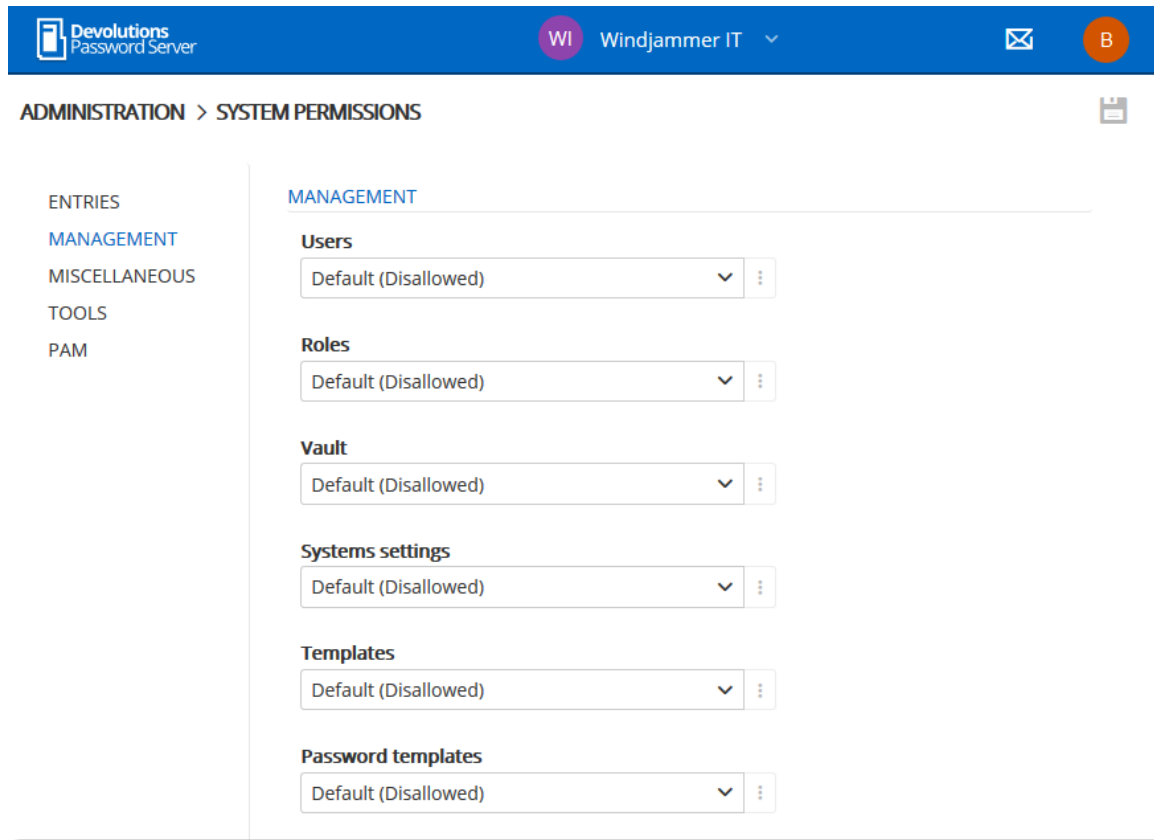 Devolutions
Password Server
WI Windjammer IT
B
ADMINISTRATION > SYSTEM PERMISSIONS
ENTRIES
MANAGEMENT
MISCELLANEOUS
TOOLS
PAM
MANAGEMENT
Users
Default (Disallowed)
Roles
Default (Disallowed)
Vault
Default (Disallowed)
Systems settings
Default (Disallowed)
Templates
Default (Disallowed)
Password templates
Default (Disallowed)